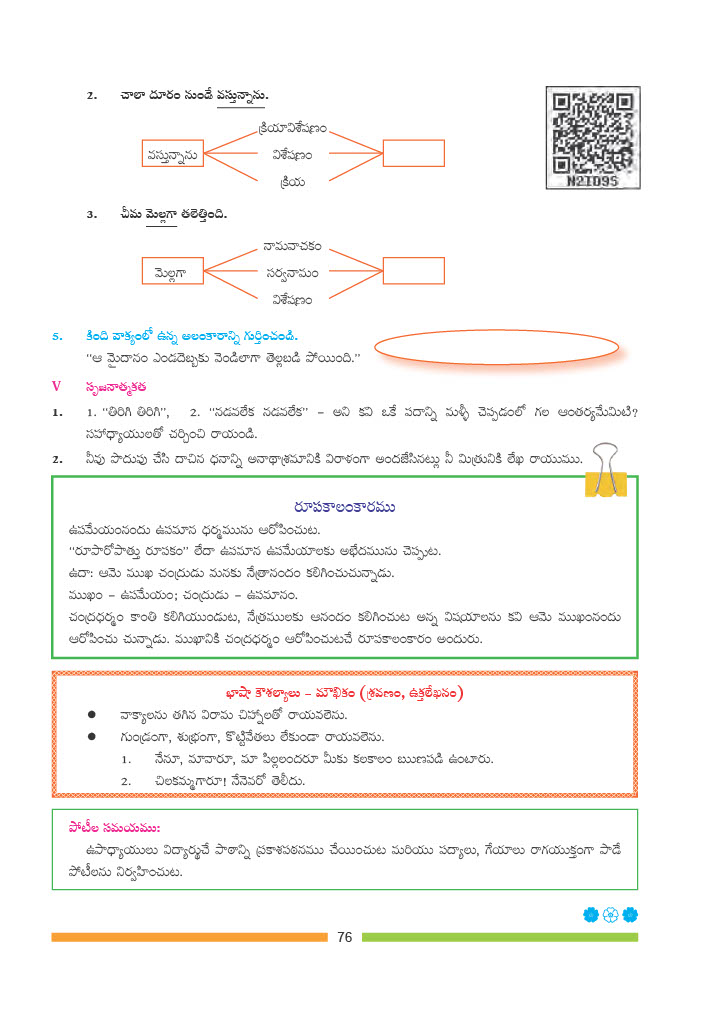 2. చాలా దూరం నుండే వస్తున్నాను.
N2ID9S
క్రియావిశేషణం
వస్తున్నాను
విశేషణం
క్రియ
3. చీమ మెల్లగా తలెత్తింది.
నామవాచకం
మెల్లగా
సర్వనామం
విశేషణం
5. కింది వాక్యంలో ఉన్న అలంకారాన్ని గుర్తించండి.
“ఆ మైదానం ఎండదెబ్బకు వెండిలాగా తెల్లబడి పోయింది.”
V సృజనాత్మకత
1. 1. “తిరిగి తిరిగి”, 2. “నడవలేక నడవలేక” – అని కవి ఒకే పదాన్ని మళ్ళీ చెప్పడంలో గల ఆంతర్యమేమిటి?
సహాధ్యాయులతో చర్చించి రాయండి.
2. నీవు పొదుపు చేసి దాచిన ధనాన్ని అనాథాశ్రమానికి విరాళంగా అందజేసినట్లు నీ మిత్రునికి లేఖ రాయుము.
రూపకాలంకారము
ఉపమేయంనందు ఉపమాన ధర్మమును ఆరోపించుట.
“రూపారోపాత్తు రూపకం” లేదా ఉపమాన ఉపమేయాలకు అభేదమును చెప్పుట.
ఉదా: ఆమె ముఖ చంద్రుడు మనకు నేత్రానందం కలిగించుచున్నాడు.
ముఖం – ఉపమేయం; చంద్రుడు – ఉపమానం.
చంద్రధర్మం కాంతి కలిగియుండుట, నేత్రములకు ఆనందం కలిగించుట అన్న విషయాలను కవి ఆమె ముఖంనందు
ఆరోపించు చున్నాడు. ముఖానికి చంద్రధర్మం ఆరోపించుటచే రూపకాలంకారం అందురు.
భాషా కౌశల్యాలు – మౌఖికం (శ్రవణం, ఉక్తలేఖనం)
● వాక్యాలను తగిన విరామ చిహ్నాలతో రాయవలెను.
● గుండ్రంగా, శుభ్రంగా, కొట్టివేతలు లేకుండా రాయవలెను.
1. నేనూ, మావారూ, మా పిల్లలందరూ మీకు కలకాలం ఋణపడి ఉంటారు.
2. చిలకమ్మగారూ! నేనెవరో తెలీదు.
పోటీల సమయము:
ఉపాధ్యాయులు విద్యార్థుచే పాఠాన్ని ప్రకాశపఠనము చేయించుట మరియు పద్యాలు, గేయాలు రాగయుక్తంగా పాడే
పోటీలను నిర్వహించుట.
76